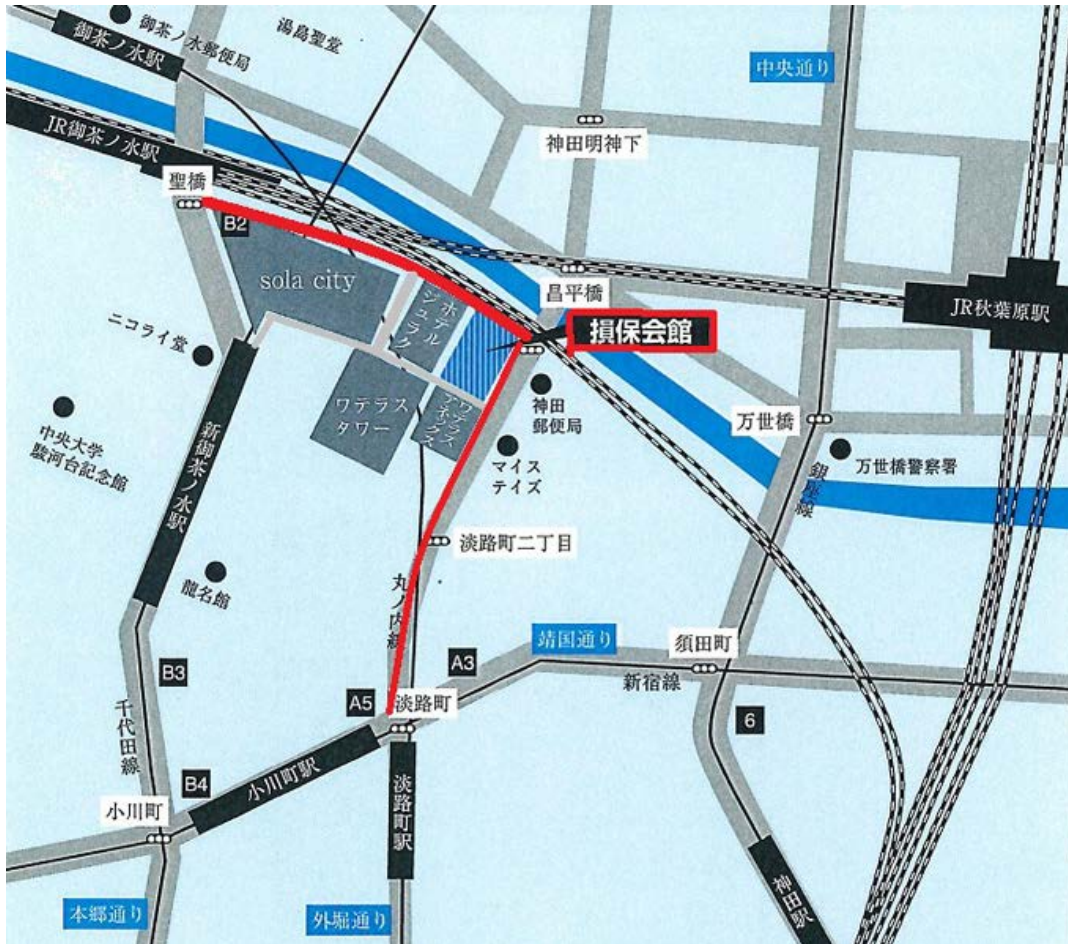 御茶ノ水駅
御茶ノ水郵便局
湯島聖堂
中央通り
JR御茶ノ水駅
神田明神下
聖橋
B2
sola city
昌平橋
JR秋葉原駅
ホテル
ジュラク
損保会館
ニコライ堂
ワテラス
タワー
ワテラス
アネックス
神田
郵便局
万世橋
中央大学
駿河台記念館
新御茶ノ水駅
マイス
テイズ
万世橋警察署
銀座線
淡路町二丁目
龍名館
丸ノ内線
靖国通り
須田町
B3
A3
新宿線
A5
淡路町
千代田線
6
B4
小川町駅
小川町
淡路町駅
神田駅
本郷通り
外堀通り